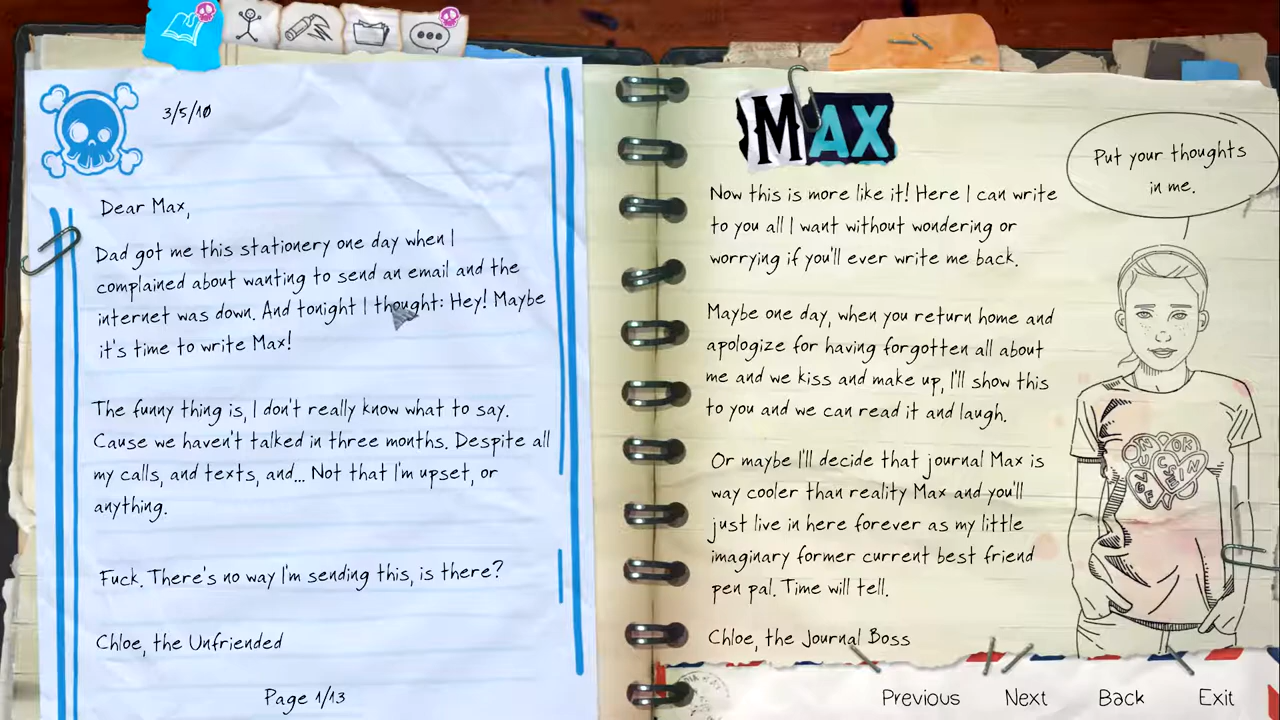 3/5/10
Dear Max,
Dad got me this stationery one day when I
complained about wanting to send an email and the
internet was down. And tonight I thought: Hey! Maybe
it's time to write Max!
The funny thing is, I don't really know what to say.
Cause we haven't talked in three months. Despite all
my calls, and texts, and... Not that I'm upset, or
anything.
Fuck. There's no way I'm sending this, is there?
Chloe, the Unfriended
Page 1/13
MAX
Now this is more like it! Here I can write
to you all I want without wondering or
worrying if you'll ever write me back.
Maybe one day, when you return home and
apologize for having forgotten all about
me and we kiss and make up, I'll show this
to you and we can read it and laugh.
Or maybe I'll decide that journal Max is
way cooler than reality Max and you'll
just live in here forever as my little
imaginary former current best friend
pen pal. Time will tell.
Chloe, the Journal Boss
Put your thoughts
in me.
Previous Next Back Exit